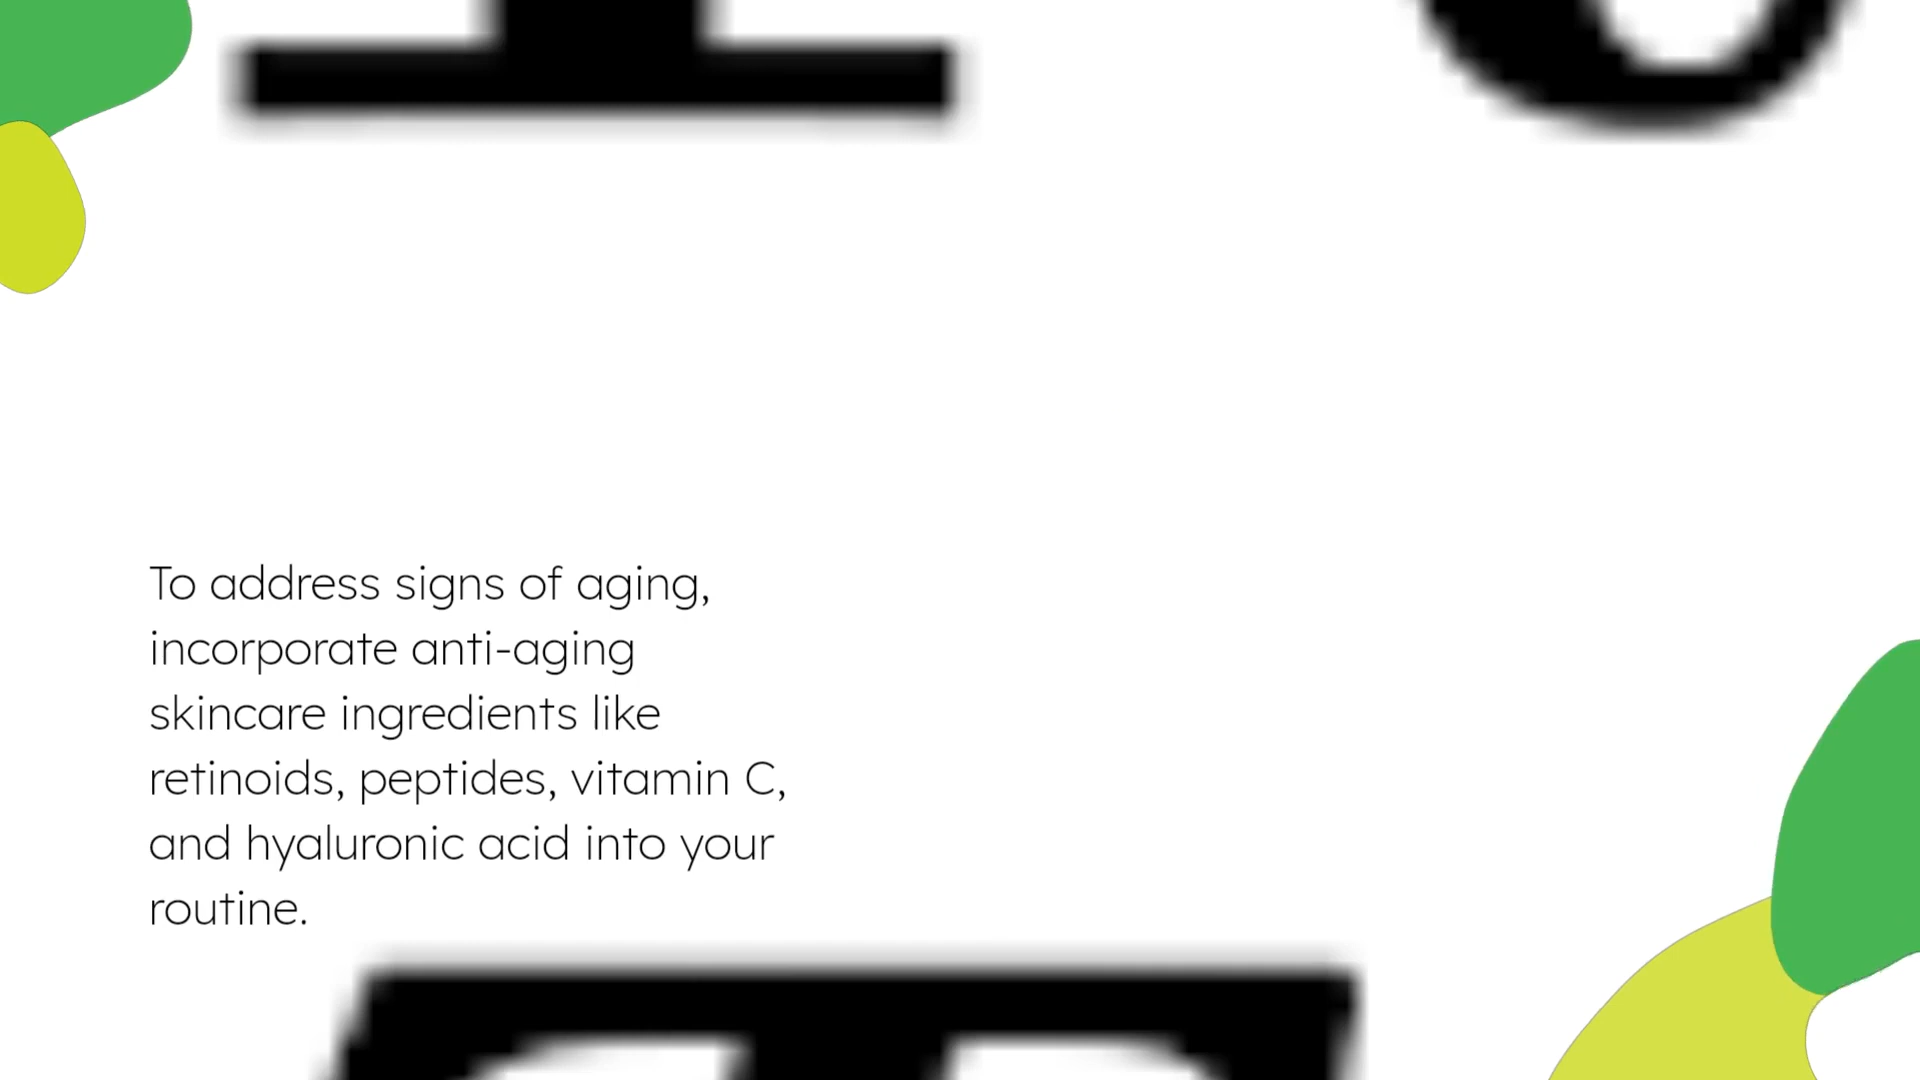 To address signs of aging,
incorporate anti-aging
skincare ingredients like
retinoids, peptides, vitamin C,
and hyaluronic acid into your
routine.